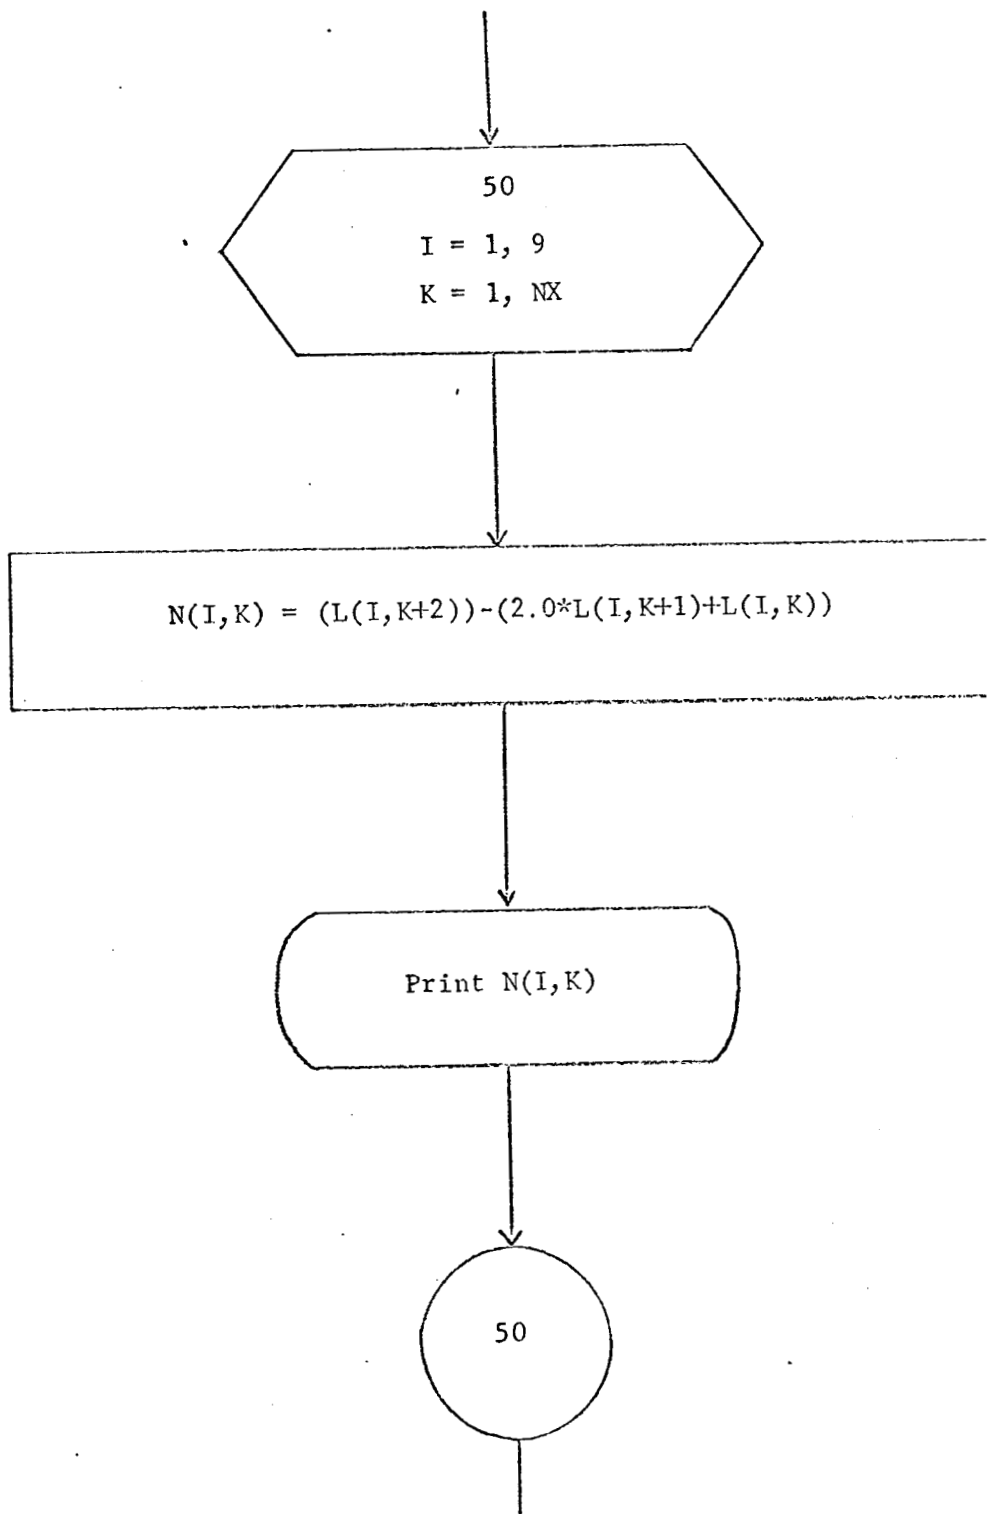 50
I = 1, 9
K = 1, NX
N(I,K) = (L(I,K+2))-(2.0*L(I,K+1)+L(I,K))
Print N(I,K)
50